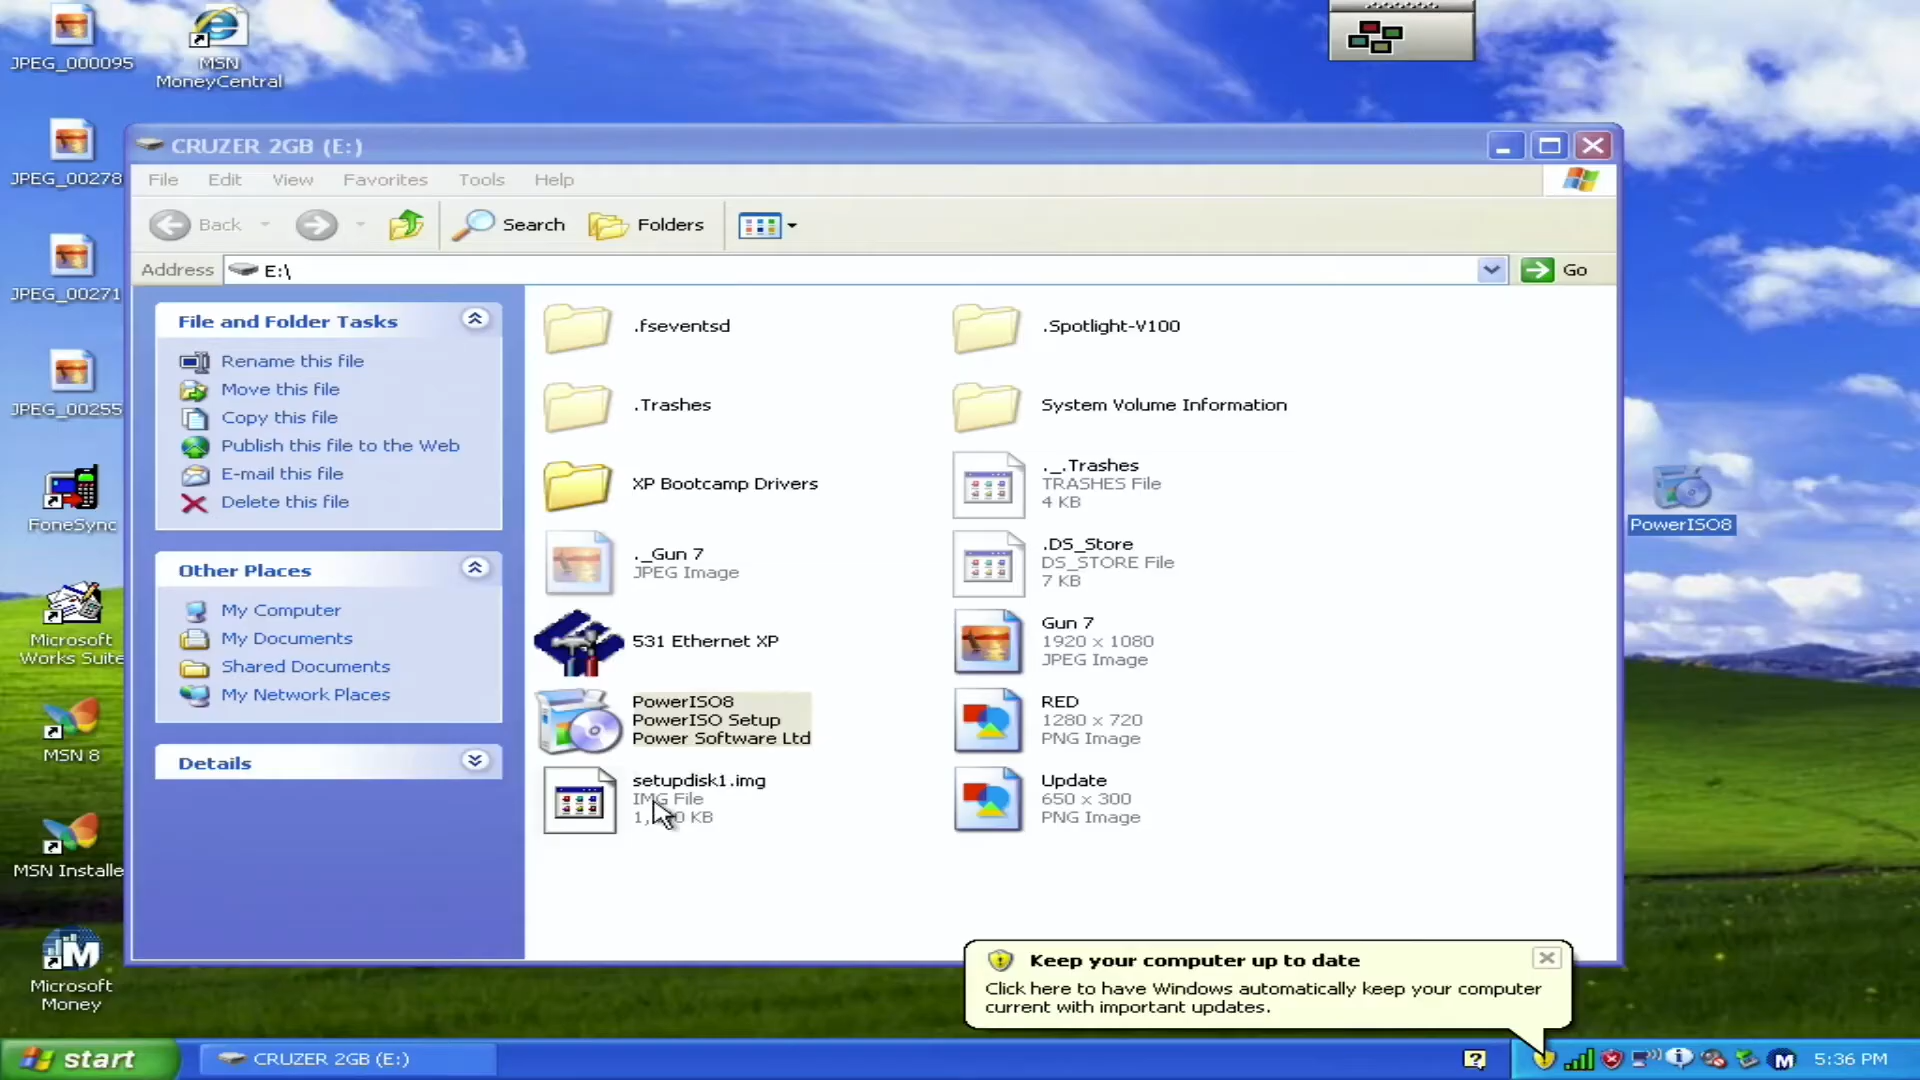 JPEG_000095
MSN
MoneyCentral
JPEG_00278
JPEG_00271
JPEG_00255
FoneSync
Microsoft
Works Suite
MSN 8
MSN Installe
Microsoft
Money
CRUZER 2GB (E:)
File Edit View Favorites Tools Help
Back Search Folders
Address E:\ Go
File and Folder Tasks
Rename this file
Move this file
Copy this file
Publish this file to the Web
E-mail this file
Delete this file
Other Places
My Computer
My Documents
Shared Documents
My Network Places
Details
.fseventsd
.Spotlight-V100
.Trashes
System Volume Information
XP Bootcamp Drivers
._.Trashes
TRASHES File
4 KB
._Gun 7
JPEG Image
.DS_Store
DS_STORE File
7 KB
531 Ethernet XP
Gun 7
1920 x 1080
JPEG Image
PowerISO8
PowerISO Setup
Power Software Ltd
RED
1280 x 720
PNG Image
setupdisk1.img
IMG File
KB
Update
650 x 300
PNG Image
PowerISO8
Keep your computer up to date
Click here to have Windows automatically keep your computer
current with important updates.
start
CRUZER 2GB (E:)
5:36 PM